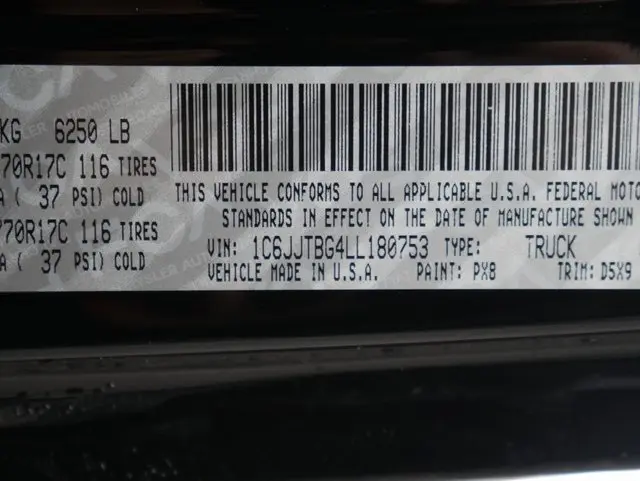 KG 6250 LB
70R17C 116 TIRES
A ( 37 PSI) COLD
70R17C 116 TIRES
A ( 37 PSI) COLD
THIS VEHICLE CONFORMS TO ALL APPLICABLE U.S.A. FEDERAL MOTO
STANDARDS IN EFFECT ON THE DATE OF MANUFACTURE SHOWN
VIN: 1C6JJTBG4LL180753 TYPE: TRUCK
VEHICLE MADE IN U.S.A. PAINT: PX8 TRIM: D5X9